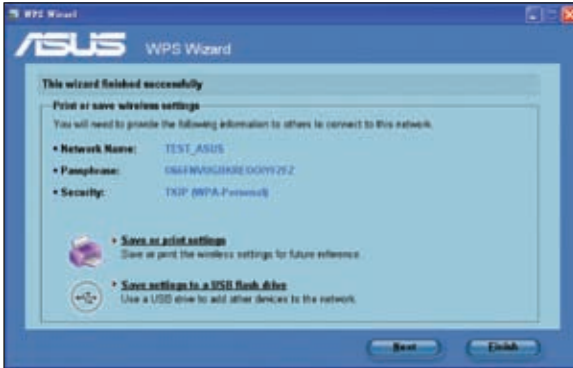 WPS Wizard
ASUS WPS Wizard
This wizard finished successfully
Print or save wireless settings
You will need to provide the following information to others to connect to this network.
• Network Name: TEST_ASUS
• Passphrase:
• Security: TKIP (WPA-Personal)
Save or print settings
Save or print the wireless settings for future reference.
Save settings to a USB flash drive
Use a USB drive to add other devices to the network.
Next Finish